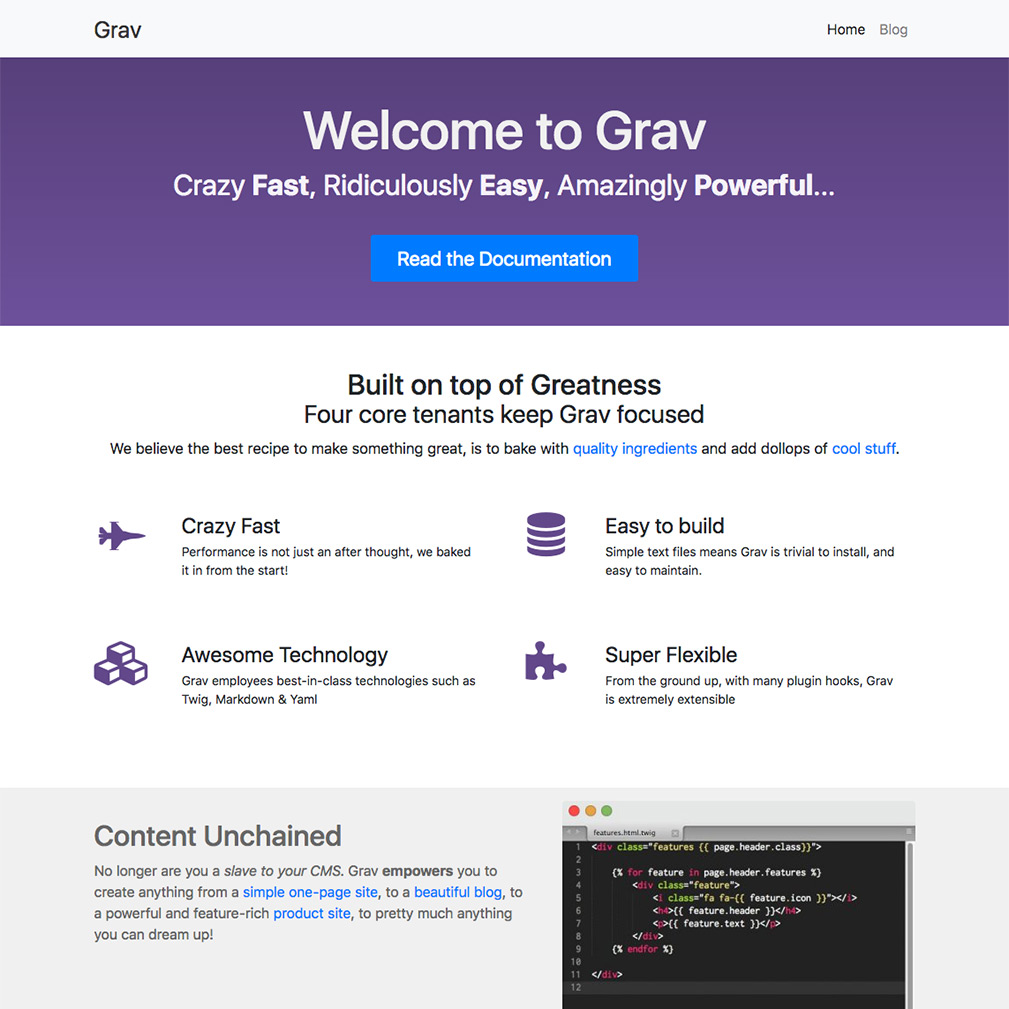 Grav
Home Blog
Welcome to Grav
Crazy Fast, Ridiculously Easy, Amazingly Powerful...
Read the Documentation
Built on top of Greatness
Four core tenants keep Grav focused
We believe the best recipe to make something great, is to bake with quality ingredients and add dollops of cool stuff.
Crazy Fast
Performance is not just an after thought, we baked
it in from the start!
Easy to build
Simple text files means Grav is trivial to install, and
easy to maintain.
Awesome Technology
Grav employees best-in-class technologies such as
Twig, Markdown & Yaml
Super Flexible
From the ground up, with many plugin hooks, Grav
is extremely extensible
Content Unchained
No longer are you a slave to your CMS. Grav empowers you to
create anything from a simple one-page site, to a beautiful blog, to
a powerful and feature-rich product site, to pretty much anything
you can dream up!
features.html.twig
1 <div class="features {{ page.header.class}}">
2
3 {% for feature in page.header.features %}
4 <div class="feature">
5 <i class="fa fa-{{ feature.icon }}"></i>
6 <h4>{{ feature.header }}</h4>
7 <p>{{ feature.text }}</p>
8 </div>
9 {% endfor %}
10
11 </div>
12